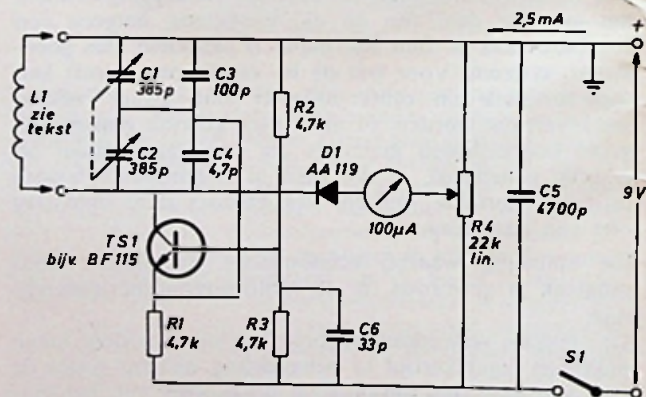 2,5mA
+
L1
zie
tekst
C1
385p
C3
100p
R2
4,7k
C2
385p
C4
4,7p
D1
AA 119
100µA
R4
22k
lin.
C5
4700p
9V
TS1
bijv. BF115
R1
4,7k
R3
4,7k
C6
33p
S1
-